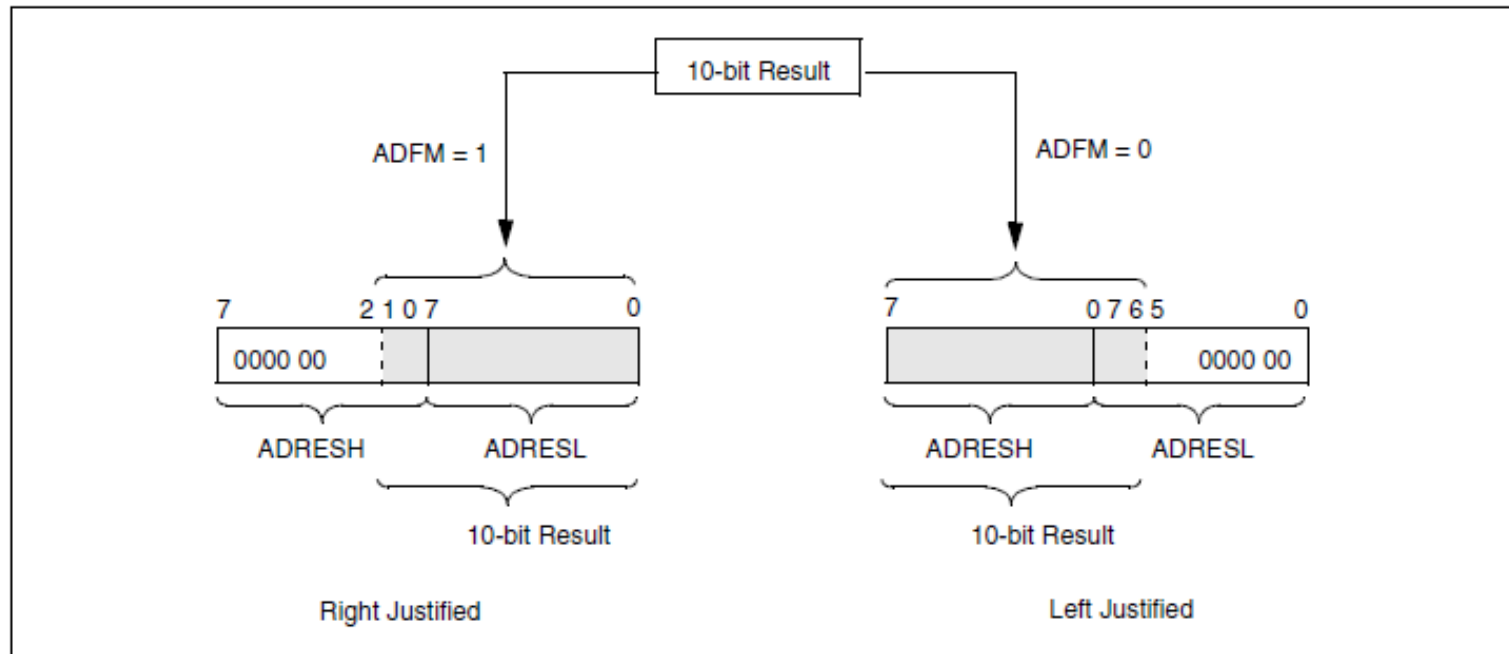 10-bit Result
ADFM = 1
ADFM = 0
7 2 1 0 7 0
7 0 7 6 5 0
0000 00
0000 00
ADRESH ADRESL
ADRESH ADRESL
10-bit Result
10-bit Result
Right Justified
Left Justified